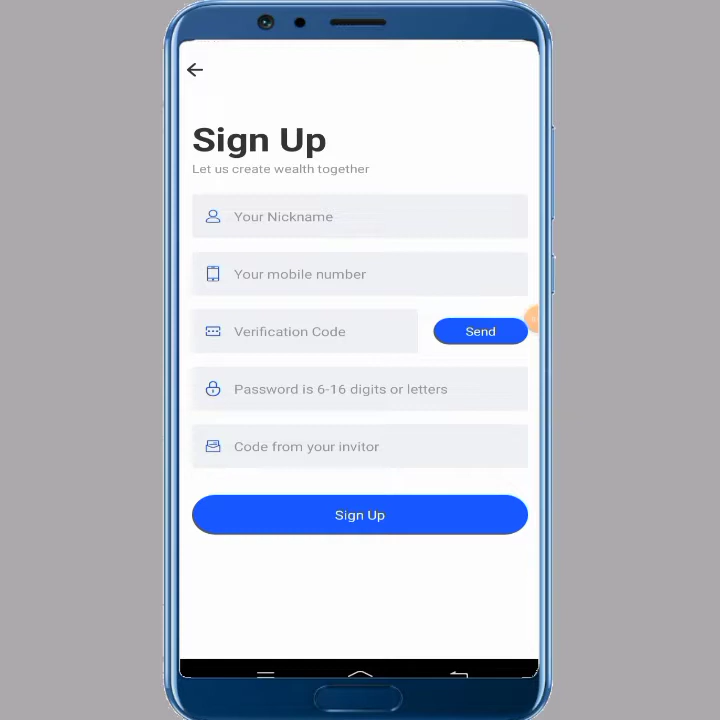 Sign Up
Let us create wealth together
Your Nickname
Your mobile number
Verification Code
Send
Password is 6-16 digits or letters
Code from your invitor
Sign Up